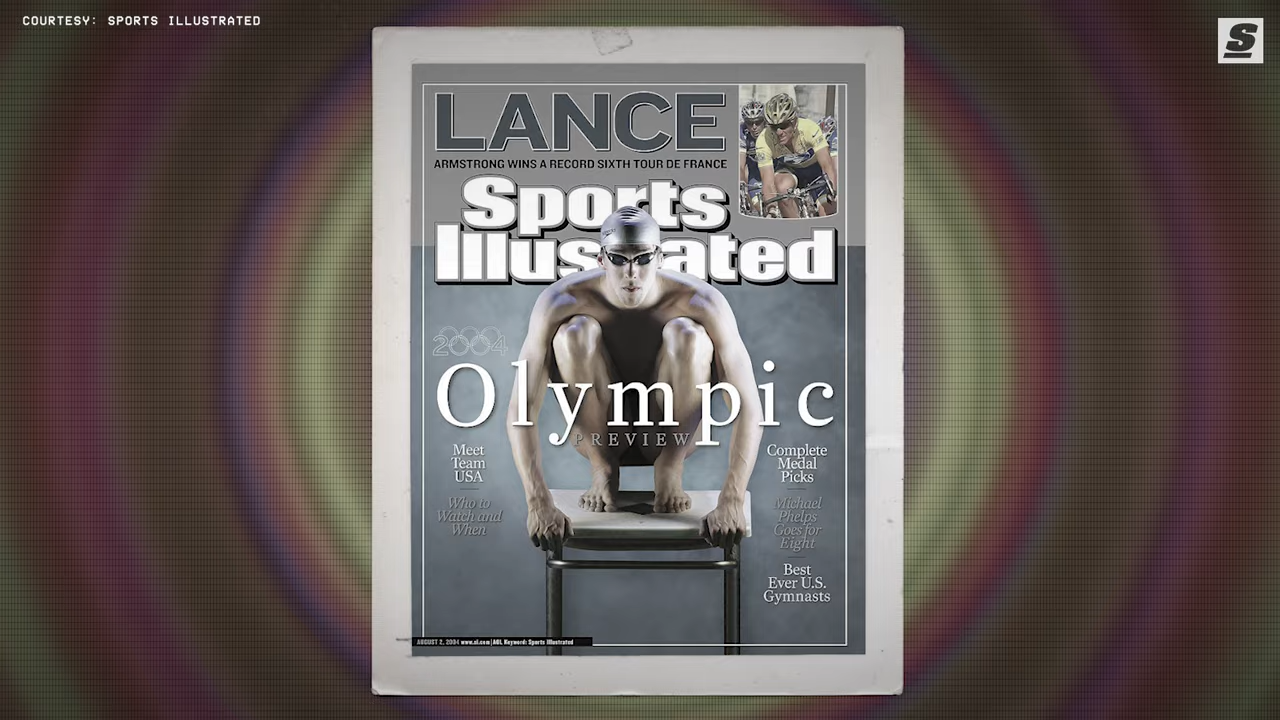 COURTESY: SPORTS ILLUSTRATED
S
LANCE
ARMSTRONG WINS A RECORD SIXTH TOUR DE FRANCE
Sports
Illustrated
2004
Olympic
PREVIEW
Meet
Team
USA
Who to
Watch and
When
Complete
Medal
Picks
Michael
Phelps
Goes for
Eight
Best
Ever U.S.
Gymnasts
AUGUST 2, 2004 www.si.com | AOL Keyword: Sports Illustrated